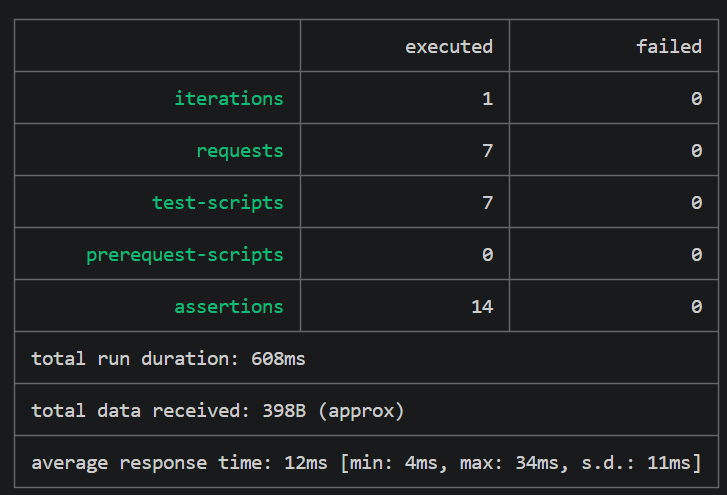 executed failed
iterations 1 0
requests 7 0
test-scripts 7 0
prerequest-scripts 0 0
assertions 14 0
total run duration: 608ms
total data received: 398B (approx)
average response time: 12ms [min: 4ms, max: 34ms, s.d.: 11ms]